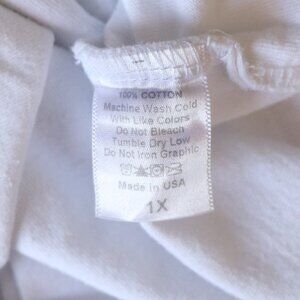 100% COTTON
Machine Wash Cold
With Like Colors
Do Not Bleach
Tumble Dry Low
Do Not Iron Graphic
Made in USA
1X